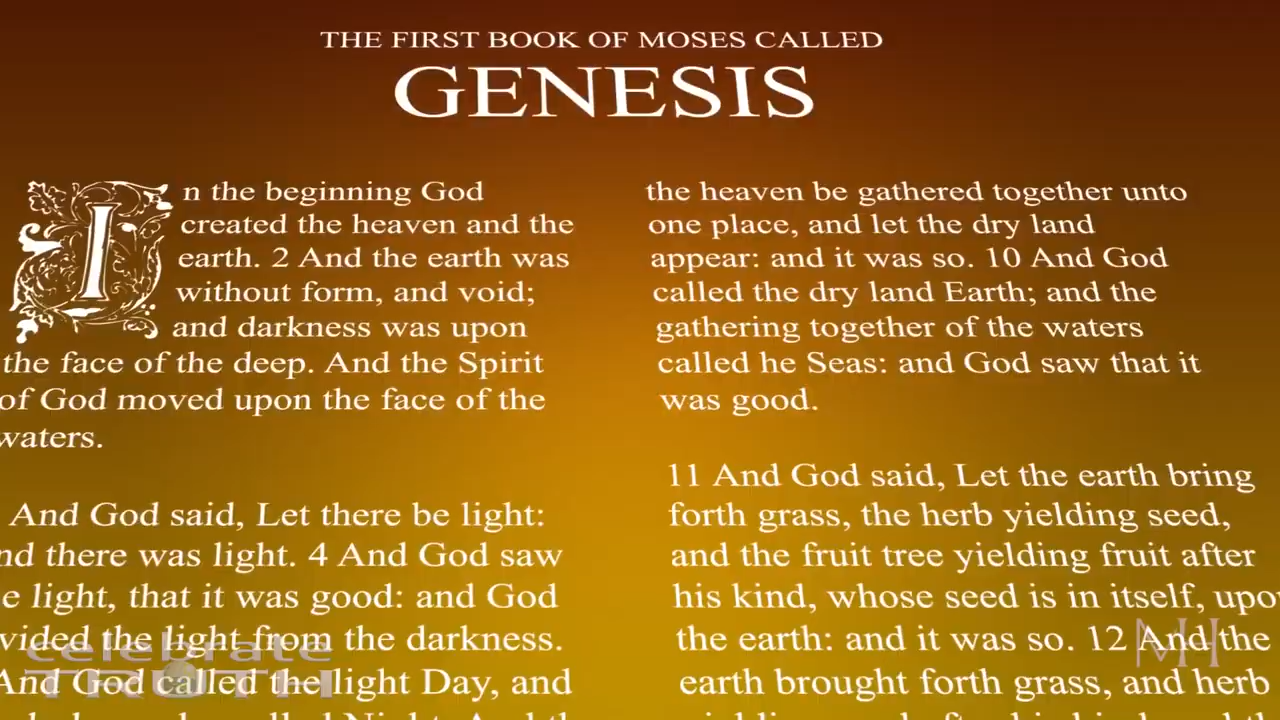 THE FIRST BOOK OF MOSES CALLED
GENESIS
In the beginning God
created the heaven and the
earth. 2 And the earth was
without form, and void;
and darkness was upon
the face of the deep. And the Spirit
of God moved upon the face of the
waters.
And God said, Let there be light:
nd there was light. 4 And God saw
e light, that it was good: and God
vided the light from the darkness.
And God called the light Day, and
the heaven be gathered together unto
one place, and let the dry land
appear: and it was so. 10 And God
called the dry land Earth; and the
gathering together of the waters
called he Seas: and God saw that it
was good.
11 And God said, Let the earth bring
forth grass, the herb yielding seed,
and the fruit tree yielding fruit after
his kind, whose seed is in itself, upo
the earth: and it was so. 12 And the
earth brought forth grass, and herb
celebrate
TRUTH